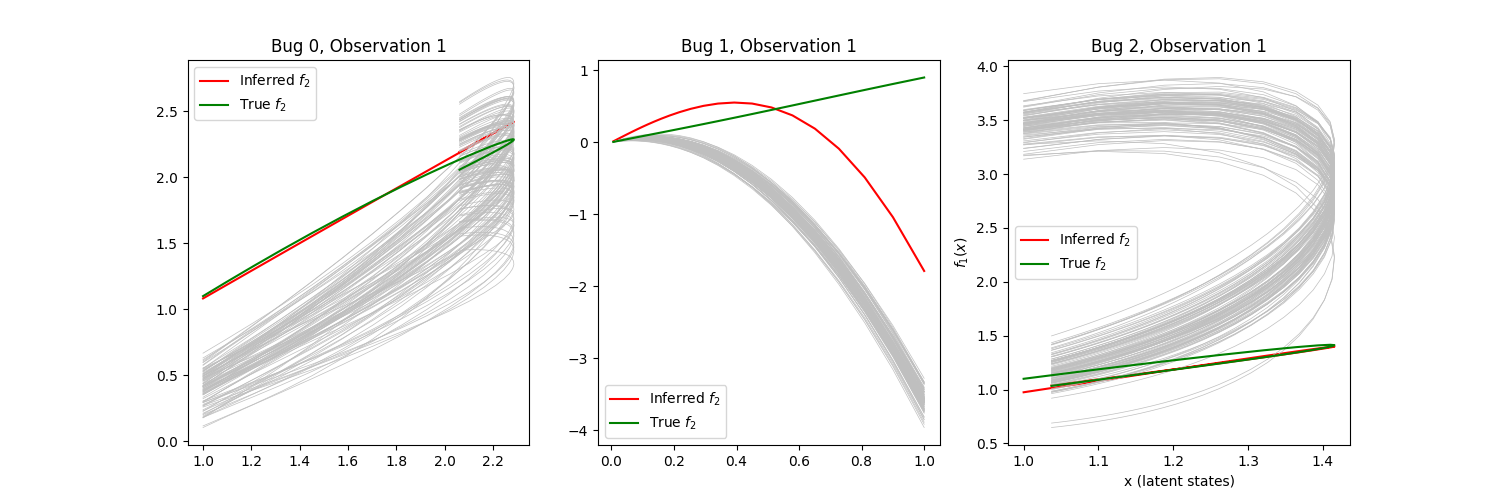 Bug 0, Observation 1
Inferred f₂
True f₂
2.5
2.0
1.5
1.0
0.5
0.0
1.0 1.2 1.4 1.6 1.8 2.0 2.2
Bug 1, Observation 1
1
0
−1
−2
−3
−4
Inferred f₂
True f₂
0.0 0.2 0.4 0.6 0.8 1.0
Bug 2, Observation 1
4.0
3.5
3.0
2.5
2.0
1.5
1.0
0.5
f₁(x)
Inferred f₂
True f₂
1.0 1.1 1.2 1.3 1.4
x (latent states)